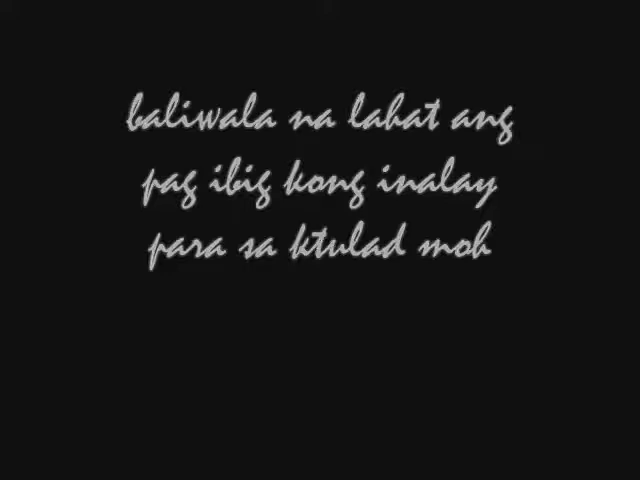 baliwala na lahat ang
pag ibig kong inalay
para sa ktulad moh